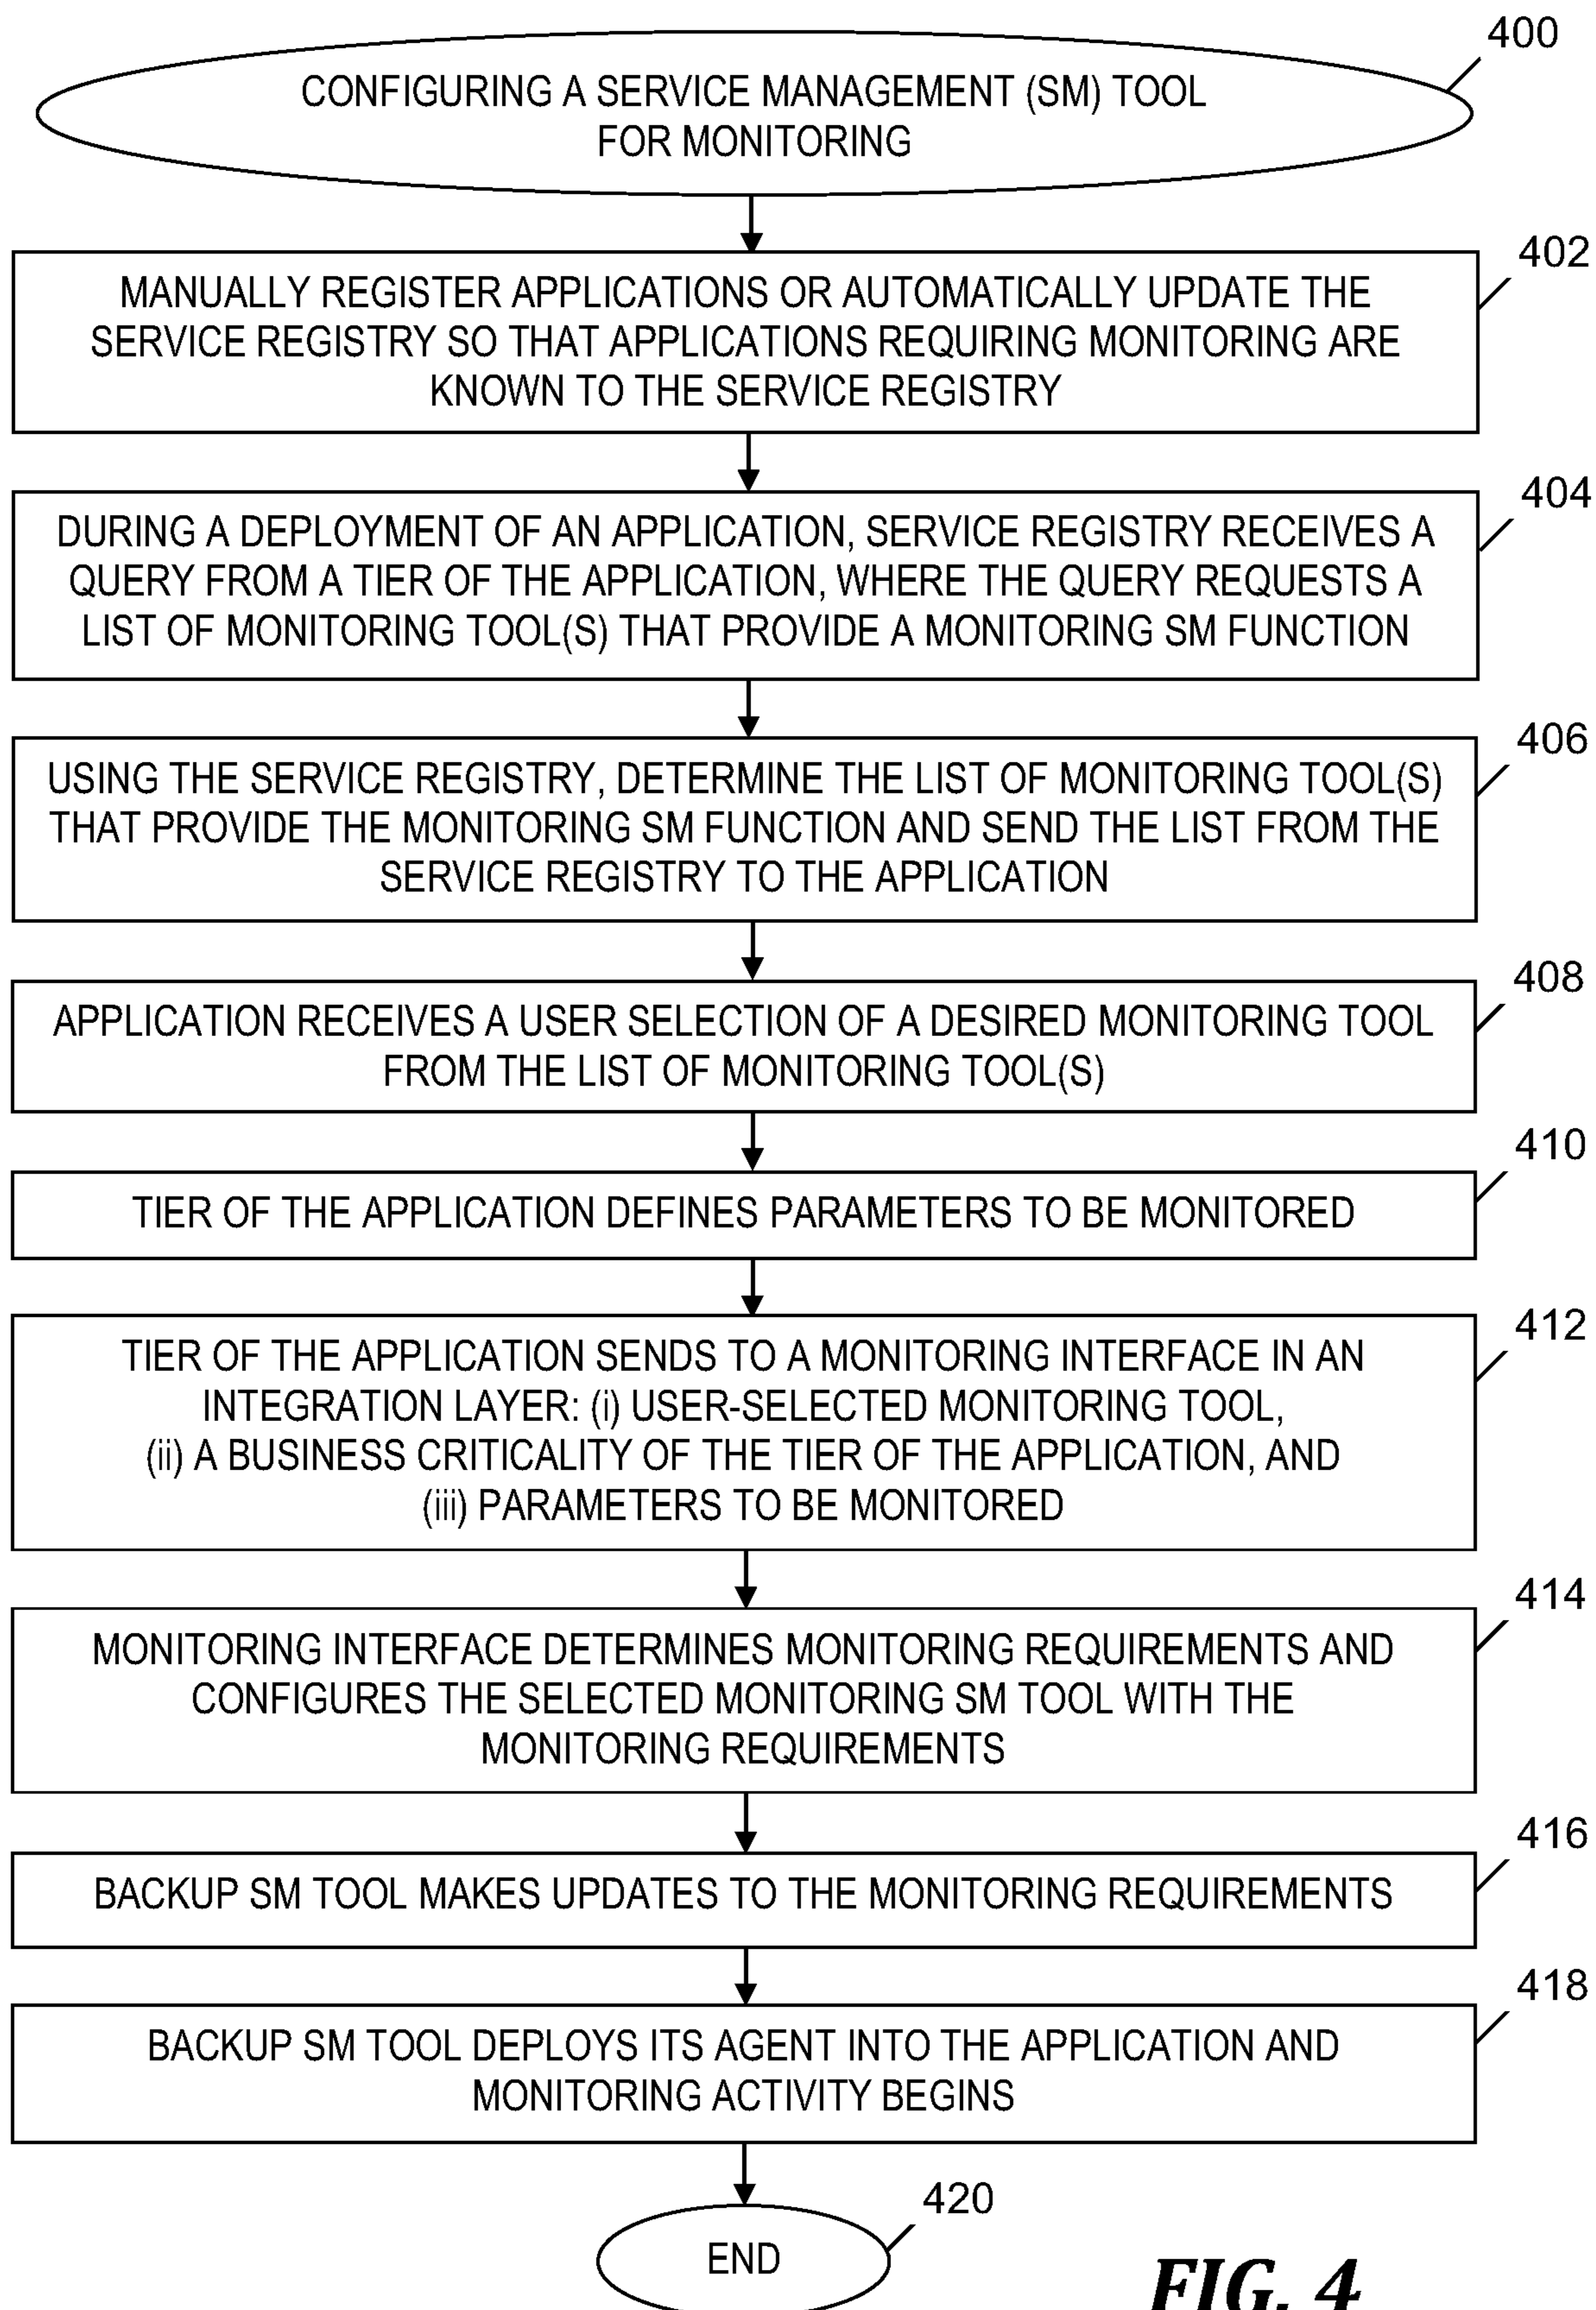 400
CONFIGURING A SERVICE MANAGEMENT (SM) TOOL
FOR MONITORING
402
MANUALLY REGISTER APPLICATIONS OR AUTOMATICALLY UPDATE THE
SERVICE REGISTRY SO THAT APPLICATIONS REQUIRING MONITORING ARE
KNOWN TO THE SERVICE REGISTRY
404
DURING A DEPLOYMENT OF AN APPLICATION, SERVICE REGISTRY RECEIVES A
QUERY FROM A TIER OF THE APPLICATION, WHERE THE QUERY REQUESTS A
LIST OF MONITORING TOOL(S) THAT PROVIDE A MONITORING SM FUNCTION
406
USING THE SERVICE REGISTRY, DETERMINE THE LIST OF MONITORING TOOL(S)
THAT PROVIDE THE MONITORING SM FUNCTION AND SEND THE LIST FROM THE
SERVICE REGISTRY TO THE APPLICATION
408
APPLICATION RECEIVES A USER SELECTION OF A DESIRED MONITORING TOOL
FROM THE LIST OF MONITORING TOOL(S)
410
TIER OF THE APPLICATION DEFINES PARAMETERS TO BE MONITORED
412
TIER OF THE APPLICATION SENDS TO A MONITORING INTERFACE IN AN
INTEGRATION LAYER: (i) USER-SELECTED MONITORING TOOL,
(ii) A BUSINESS CRITICALITY OF THE TIER OF THE APPLICATION, AND
(iii) PARAMETERS TO BE MONITORED
414
MONITORING INTERFACE DETERMINES MONITORING REQUIREMENTS AND
CONFIGURES THE SELECTED MONITORING SM TOOL WITH THE
MONITORING REQUIREMENTS
416
BACKUP SM TOOL MAKES UPDATES TO THE MONITORING REQUIREMENTS
418
BACKUP SM TOOL DEPLOYS ITS AGENT INTO THE APPLICATION AND
MONITORING ACTIVITY BEGINS
420
END
FIG. 4